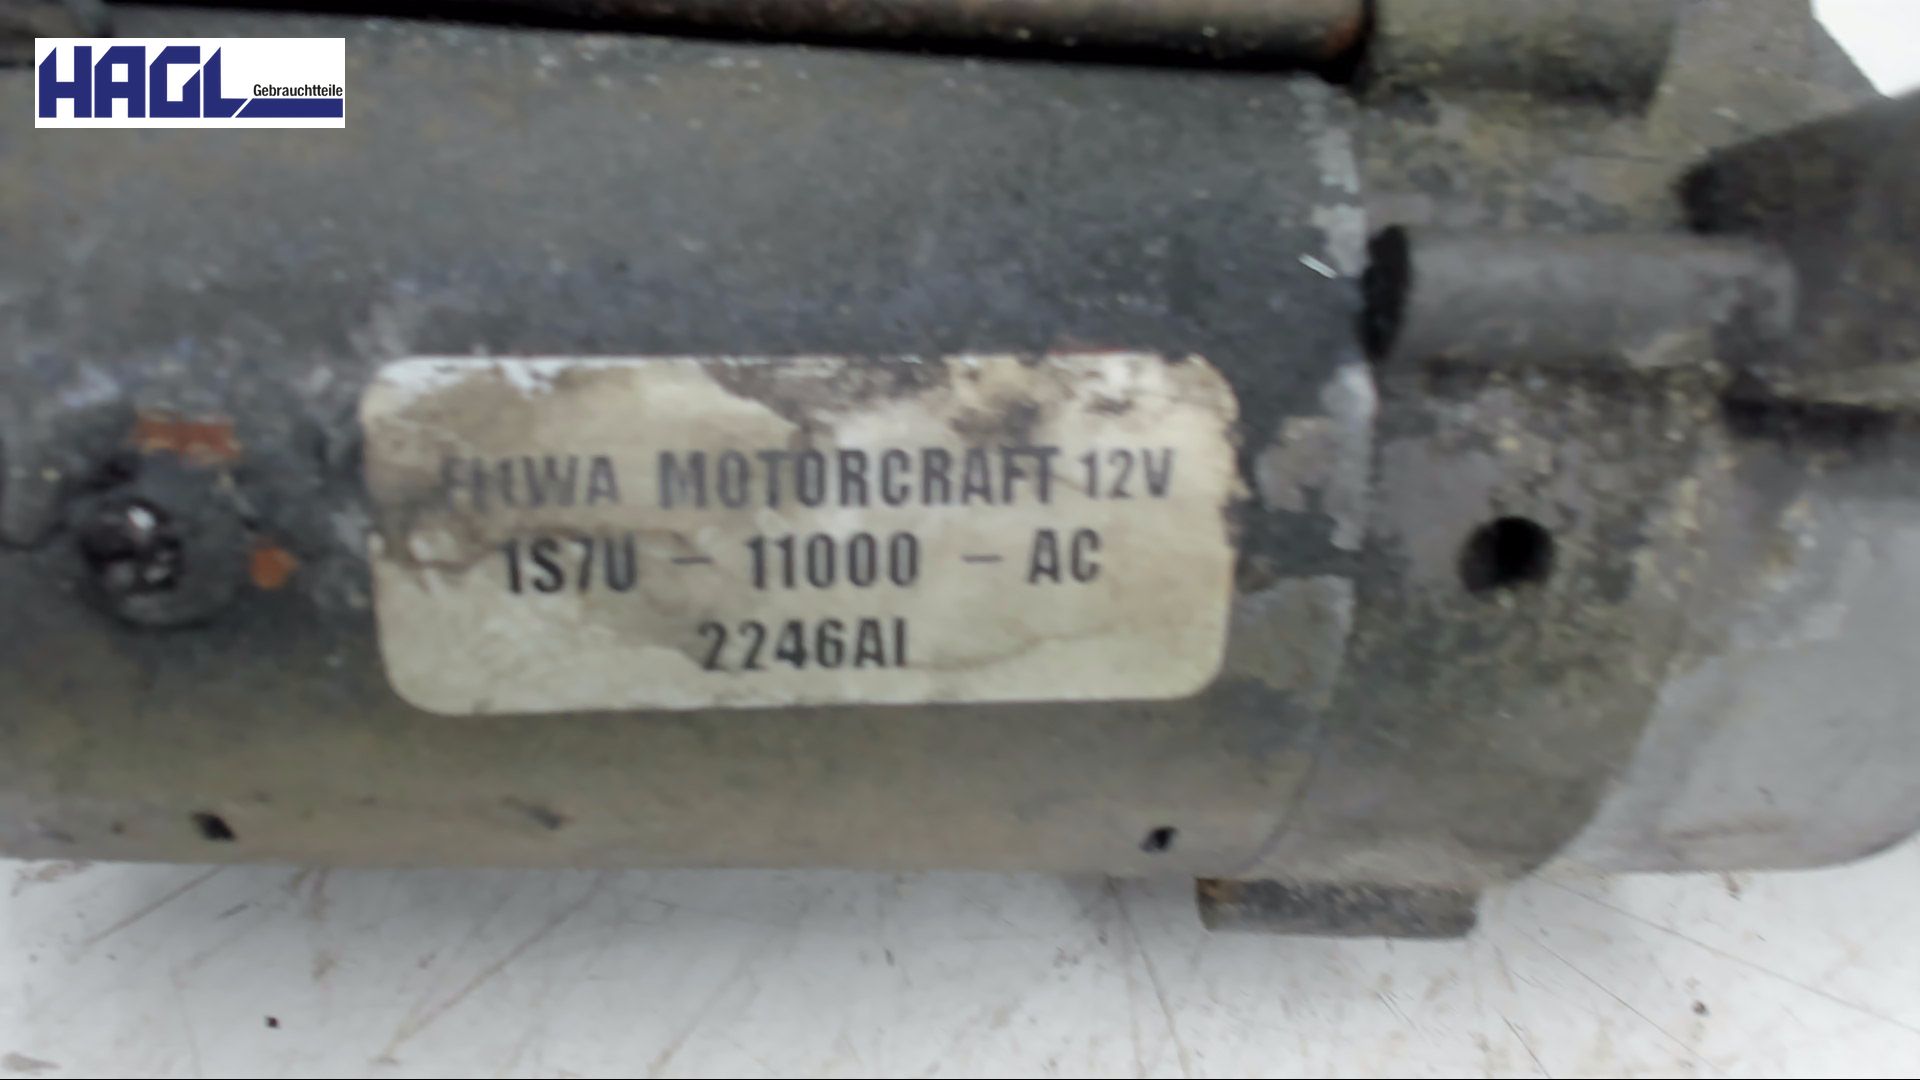 HAGL
Gebrauchtteile
MOTORCRAFT 12V
1S7U - 11000 - AC
2246AI